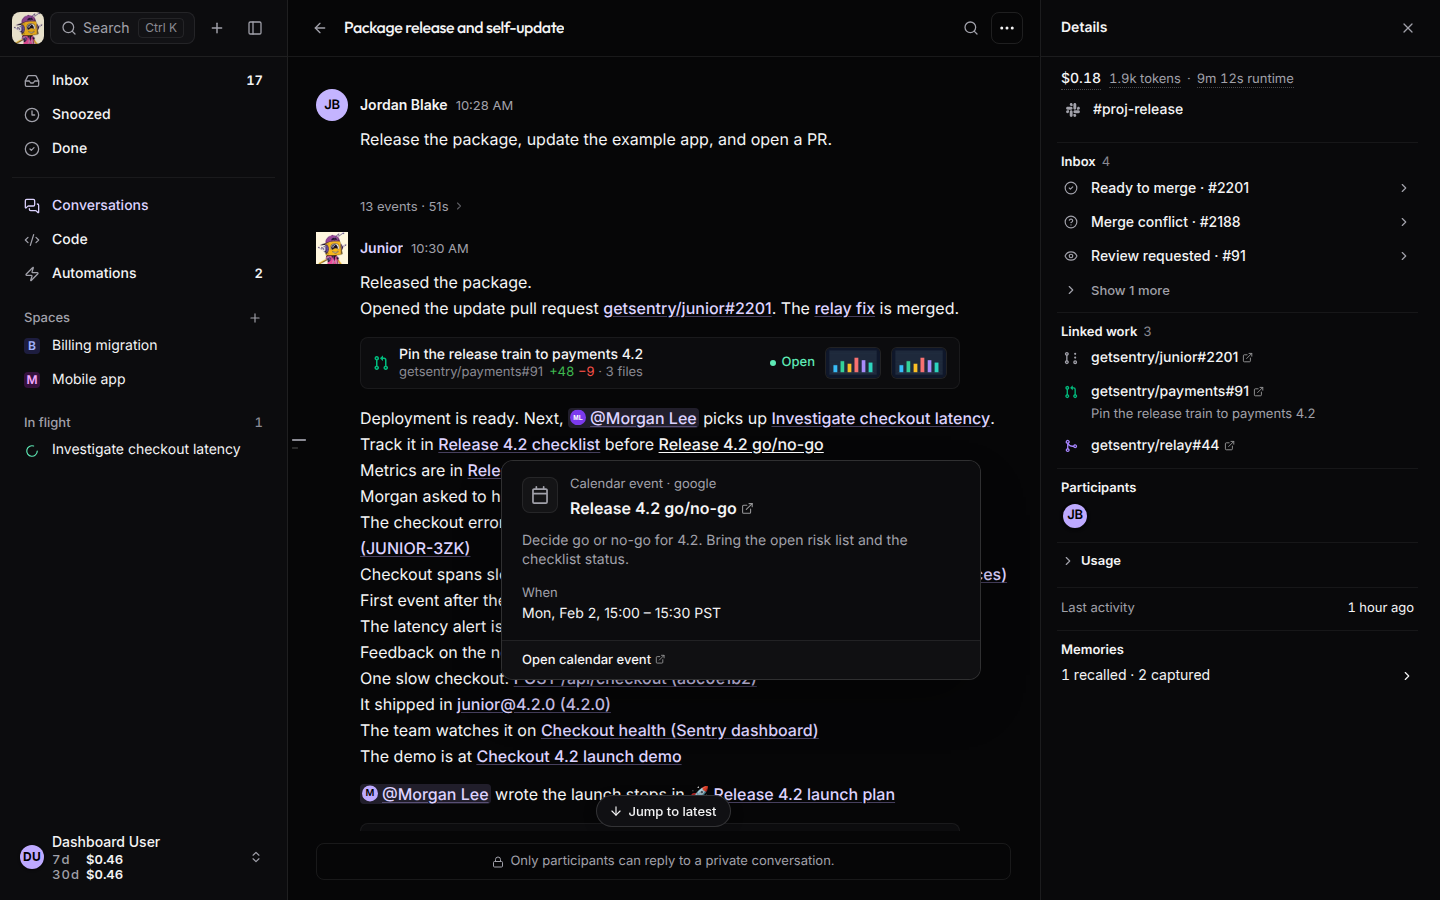 Search Ctrl K
Inbox 17
Snoozed
Done
Conversations
Code
Automations 2
Spaces
B Billing migration
M Mobile app
In flight 1
Investigate checkout latency
DU Dashboard User
7d $0.46
30d $0.46
Package release and self-update
JB Jordan Blake 10:28 AM
Release the package, update the example app, and open a PR.
13 events · 51s
Junior 10:30 AM
Released the package.
Opened the update pull request getsentry/junior#2201. The relay fix is merged.
Pin the release train to payments 4.2
getsentry/payments#91 +48 −9 · 3 files
Open
Deployment is ready. Next, ML @Morgan Lee picks up Investigate checkout latency.
Track it in Release 4.2 checklist before Release 4.2 go/no-go
Metrics are in Rele
Morgan asked to h
The checkout erro
(JUNIOR-3ZK)
Checkout spans sl
First event after the
The latency alert is
Feedback on the n
One slow checkout:
It shipped in junior@4.2.0 (4.2.0)
The team watches it on Checkout health (Sentry dashboard)
The demo is at Checkout 4.2 launch demo
M @Morgan Lee wrote the launch steps in 🚀 Release 4.2 launch plan
Calendar event · google
Release 4.2 go/no-go
Decide go or no-go for 4.2. Bring the open risk list and the
checklist status.
When
Mon, Feb 2, 15:00 – 15:30 PST
Open calendar event
Jump to latest
Only participants can reply to a private conversation.
Details
$0.18 1.9k tokens · 9m 12s runtime
#proj-release
Inbox 4
Ready to merge · #2201
Merge conflict · #2188
Review requested · #91
Show 1 more
Linked work 3
getsentry/junior#2201
getsentry/payments#91
Pin the release train to payments 4.2
getsentry/relay#44
Participants
JB
Usage
Last activity 1 hour ago
Memories
1 recalled · 2 captured